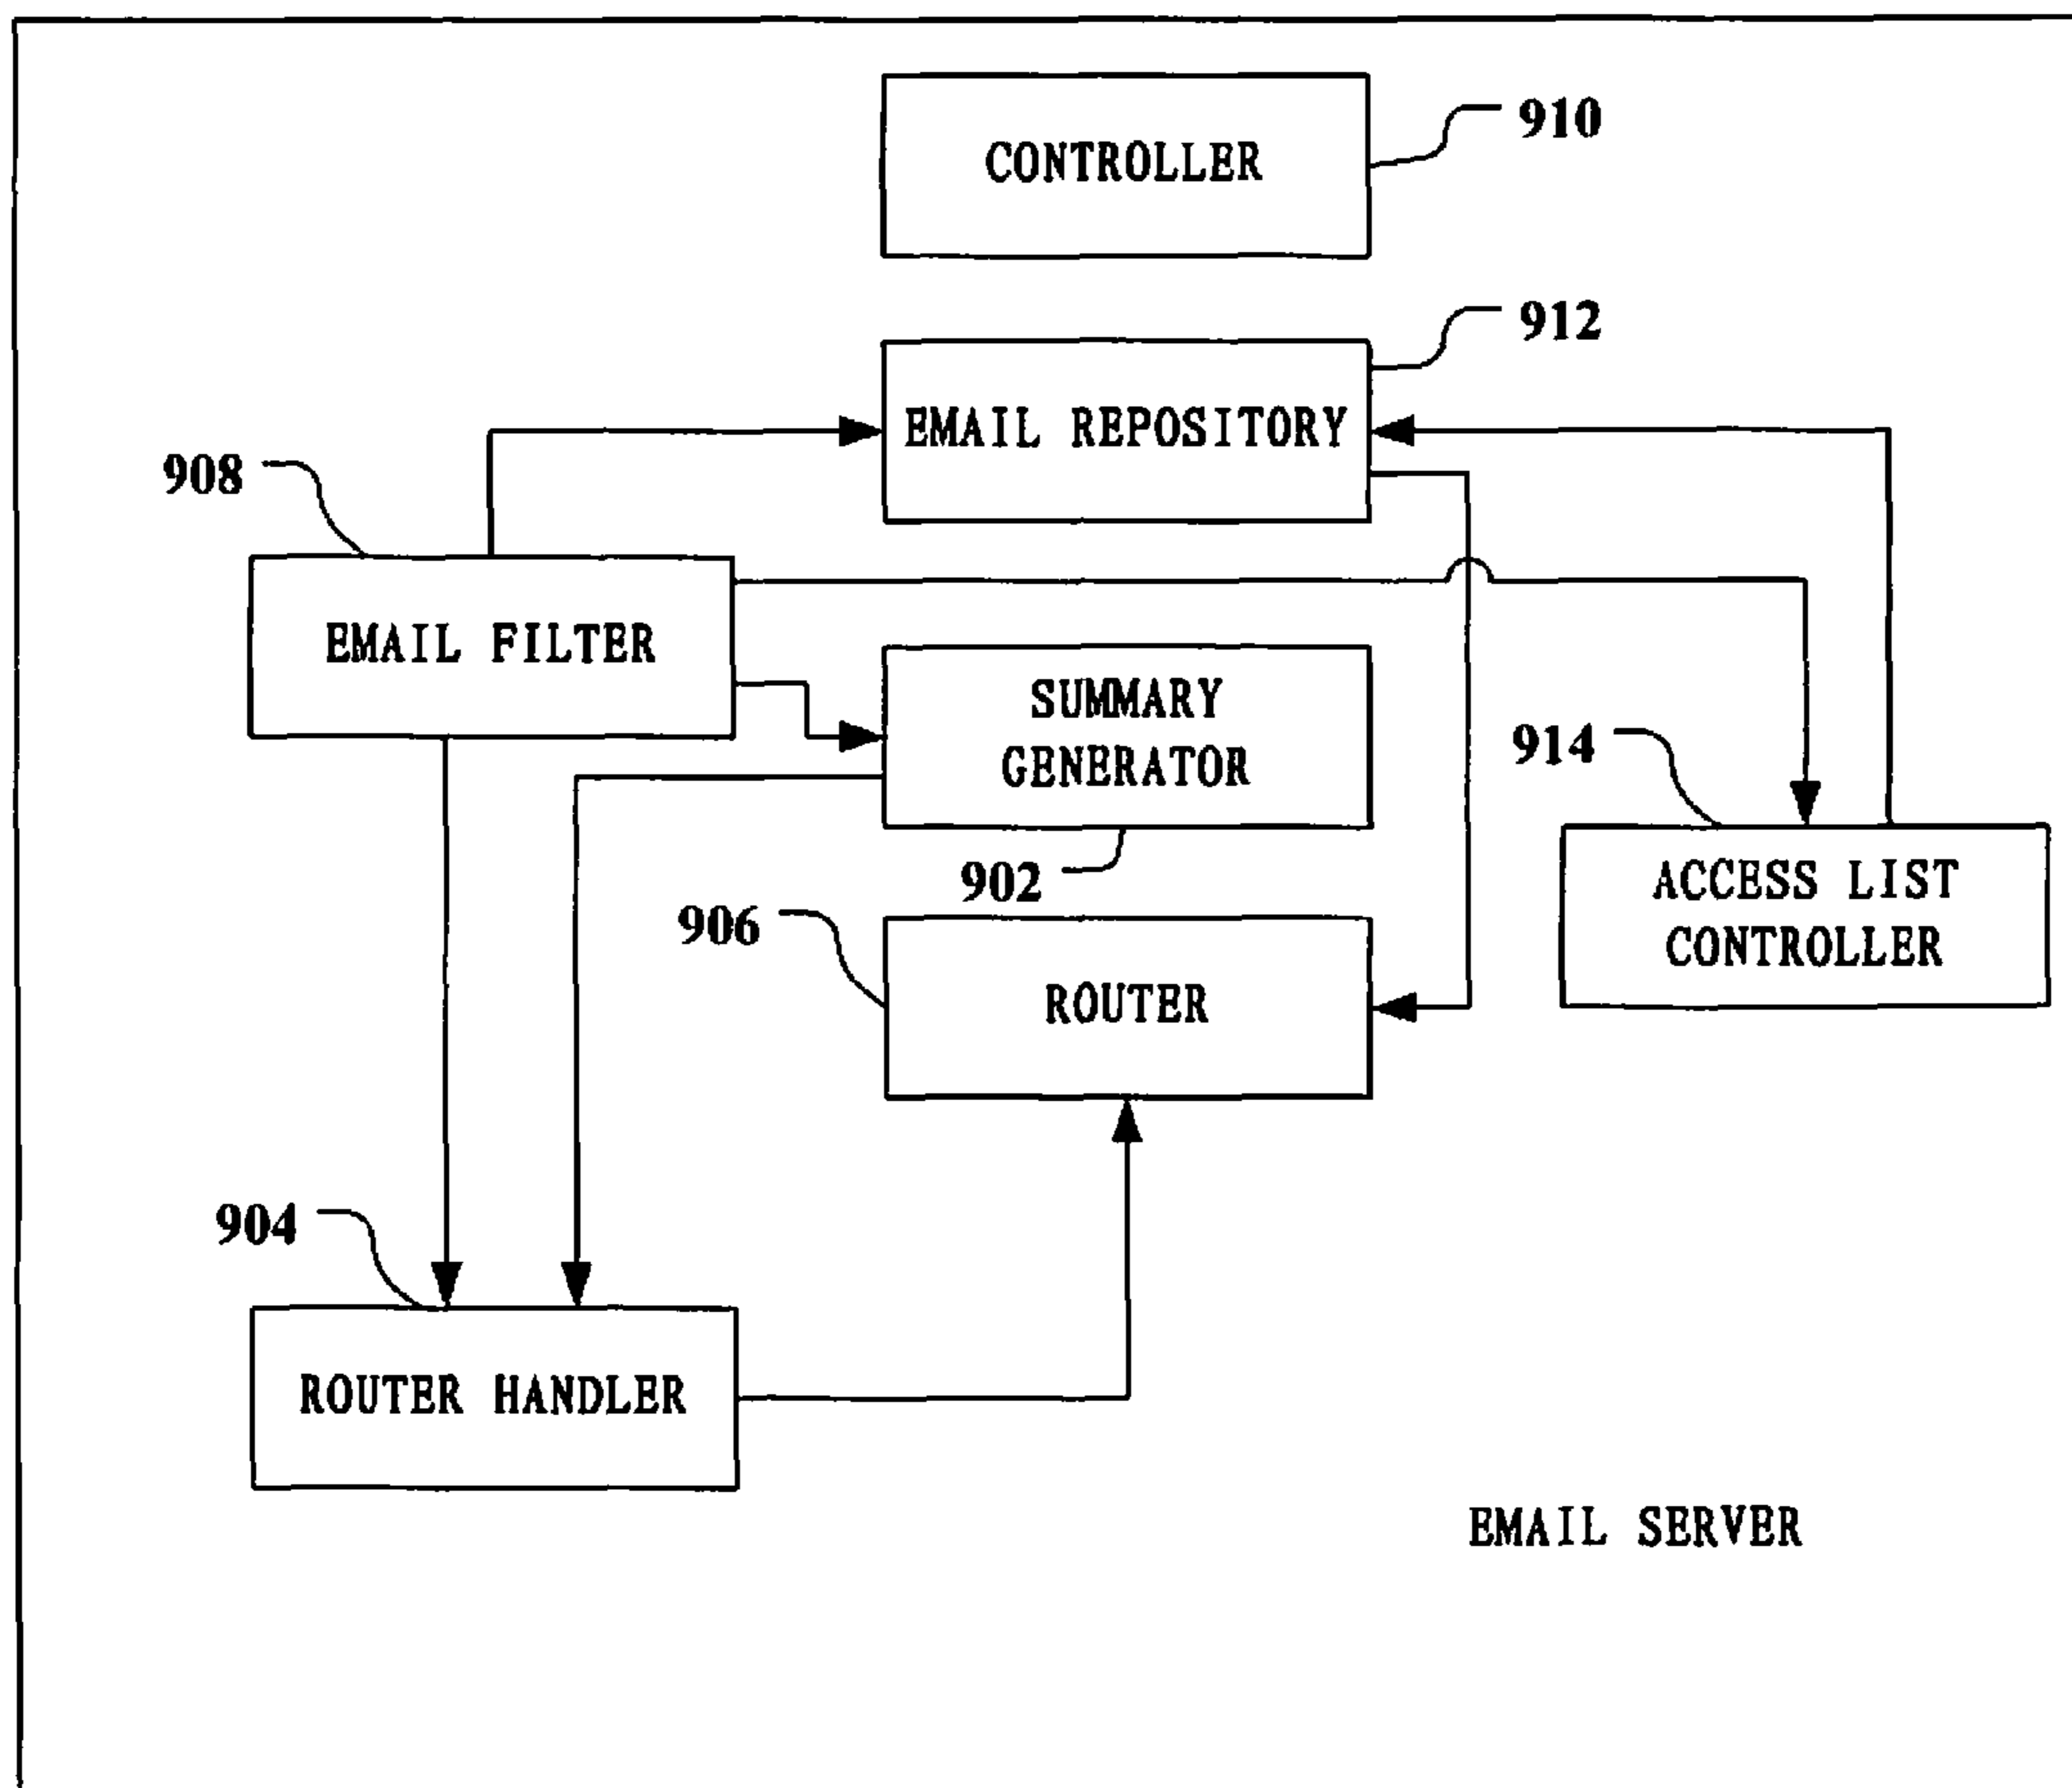 CONTROLLER
910
912
EMAIL REPOSITORY
908
EMAIL FILTER
SUMMARY
GENERATOR
902
914
ACCESS LIST
CONTROLLER
906
ROUTER
904
ROUTER HANDLER
EMAIL SERVER